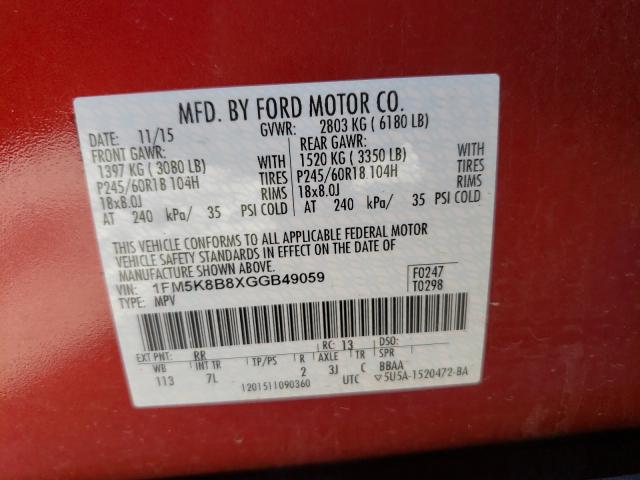 MFD. BY FORD MOTOR CO.
DATE: 11/15 GVWR: 2803 KG ( 6180 LB)
FRONT GAWR: REAR GAWR:
1397 KG ( 3080 LB) WITH 1520 KG ( 3350 LB) WITH
P245/60R18 104H TIRES P245/60R18 104H TIRES
18x8.0J RIMS 18x8.0J RIMS
AT 240 kPa/ 35 PSI COLD AT 240 kPa/ 35 PSI COLD
THIS VEHICLE CONFORMS TO ALL APPLICABLE FEDERAL MOTOR
VEHICLE SAFETY STANDARDS IN EFFECT ON THE DATE OF
MANUFACTURE SHOWN ABOVE.
VIN: 1FM5K8B8XGGB49059 F0247
TYPE: MPV T0298
EXT PNT: RR RC: 13 DSO:
WB INT TR TP/PS R AXLE TR SPR
113 7L 2 3J C BBAA
1201511090360 UTC ▽5U5A-1520472-BA